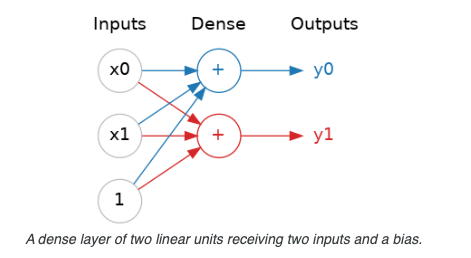 Inputs Dense Outputs
x0 + y0
x1 + y1
1
A dense layer of two linear units receiving two inputs and a bias.